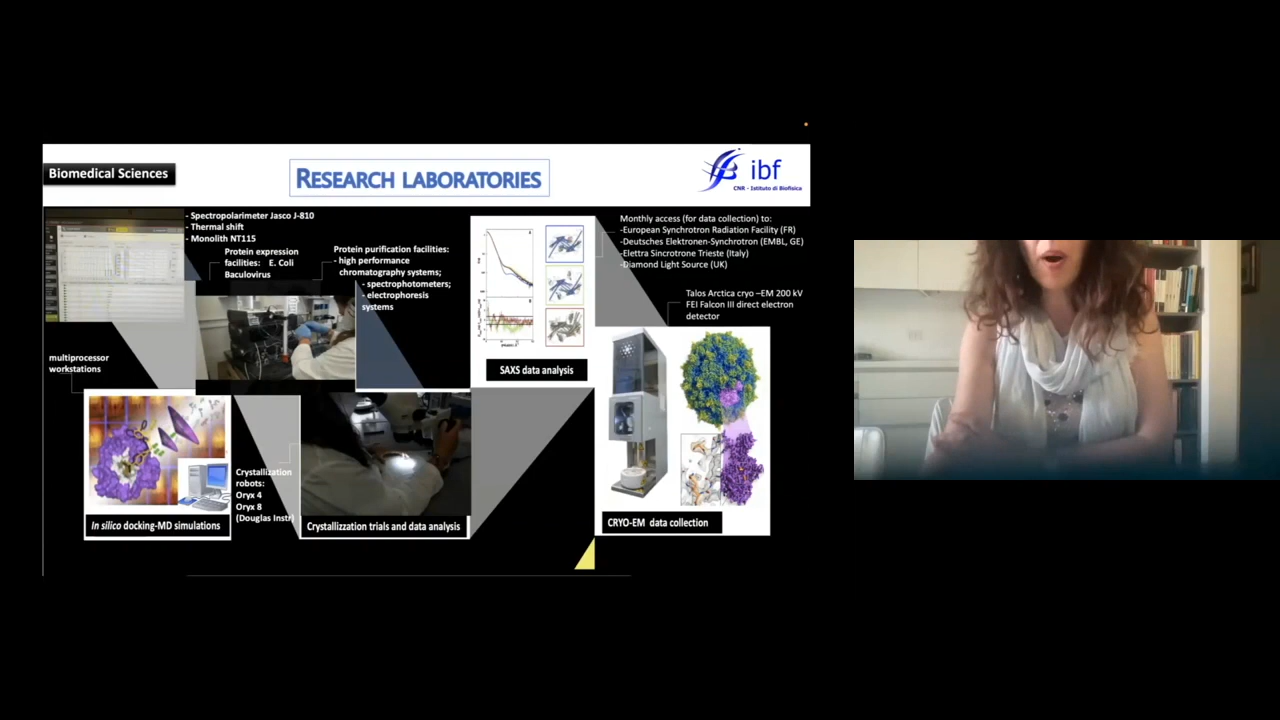 Biomedical Sciences
RESEARCH LABORATORIES
ibf
CNR - Istituto di Biofisica
- Spectropolarimeter Jasco J-810
- Thermal shift
- Monolith NT115
Protein expression
facilities: E. Coli
Baculovirus
Protein purification facilities:
- high performance
chromatography systems;
- spectrophotometers;
- electrophoresis
systems
SAXS data analysis
Monthly access (for data collection) to:
-European Synchrotron Radiation Facility (FR)
-Deutsches Elektronen-Synchrotron (EMBL, GE)
-Elettra Sincrotrone Trieste (Italy)
-Diamond Light Source (UK)
Talos Arctica cryo –EM 200 kV
FEI Falcon III direct electron
detector
multiprocessor
workstations
In silico docking-MD simulations
Crystallization
robots:
Oryx 4
Oryx 8
(Douglas Instr)
Crystallizzation trials and data analysis
CRYO-EM data collection